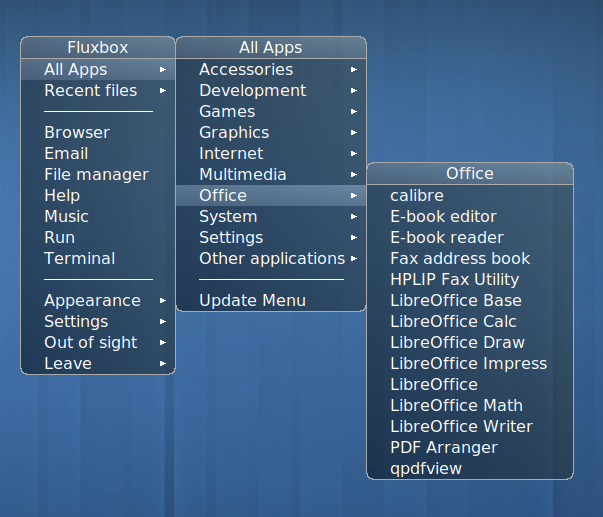 Fluxbox
All Apps
Recent files
Browser
Email
File manager
Help
Music
Run
Terminal
Appearance
Settings
Out of sight
Leave
All Apps
Accessories
Development
Games
Graphics
Internet
Multimedia
Office
System
Settings
Other applications
Update Menu
Office
calibre
E-book editor
E-book reader
Fax address book
HPLIP Fax Utility
LibreOffice Base
LibreOffice Calc
LibreOffice Draw
LibreOffice Impress
LibreOffice
LibreOffice Math
LibreOffice Writer
PDF Arranger
qpdfview